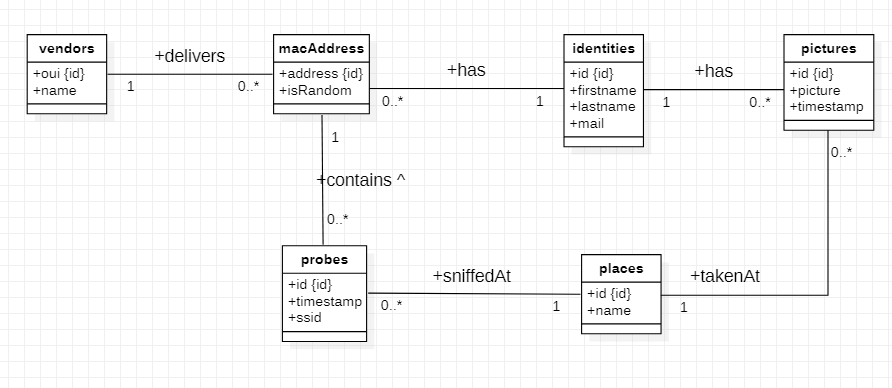 vendors
+oui {id}
+name
+delivers
1
0..*
macAddress
+address {id}
+isRandom
+has
0..*
1
identities
+id {id}
+firstname
+lastname
+mail
+has
1
0..*
pictures
+id {id}
+picture
+timestamp
0..*
1
+contains ^
0..*
probes
+id {id}
+timestamp
+ssid
+sniffedAt
0..*
1
places
+id {id}
+name
+takenAt
1